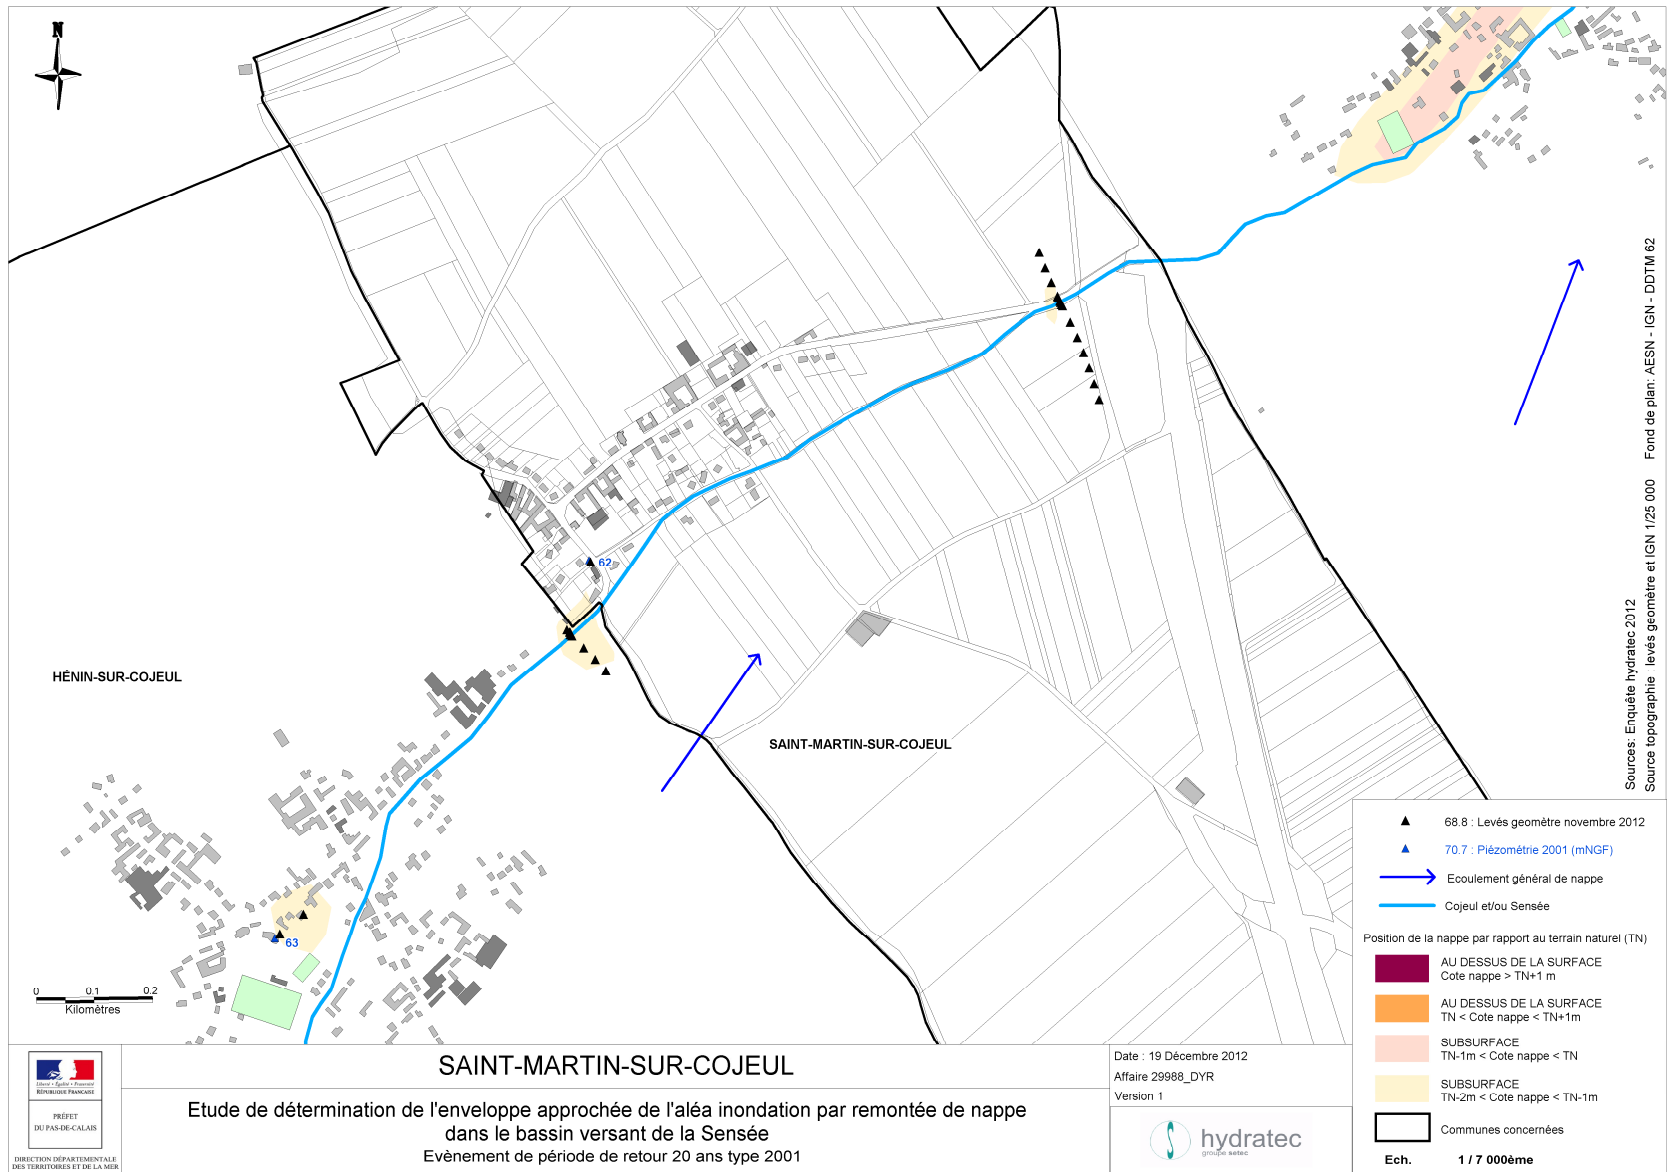 N
62
HÉNIN-SUR-COJEUL
SAINT-MARTIN-SUR-COJEUL
63
0 0.1 0.2
Kilomètres
Sources: Enquête hydratec 2012
Source topographie levés geomètre et IGN 1/25 000 Fond de plan: AESN - IGN - DDTM 62
68.8 : Levés geomètre novembre 2012
70.7 : Piézométrie 2001 (mNGF)
Ecoulement général de nappe
Cojeul et/ou Sensée
Position de la nappe par rapport au terrain naturel (TN)
AU DESSUS DE LA SURFACE
Cote nappe > TN+1 m
AU DESSUS DE LA SURFACE
TN < Cote nappe < TN+1m
SUBSURFACE
TN-1m < Cote nappe < TN
SUBSURFACE
TN-2m < Cote nappe < TN-1m
Communes concernées
Ech. 1 / 7 000ème
Liberté • Égalité • Fraternité
RÉPUBLIQUE FRANÇAISE
PRÉFET
DU PAS-DE-CALAIS
DIRECTION DÉPARTEMENTALE
DES TERRITOIRES ET DE LA MER
SAINT-MARTIN-SUR-COJEUL
Etude de détermination de l'enveloppe approchée de l'aléa inondation par remontée de nappe
dans le bassin versant de la Sensée
Evènement de période de retour 20 ans type 2001
Date : 19 Décembre 2012
Affaire 29988_DYR
Version 1
hydratec
groupe setec